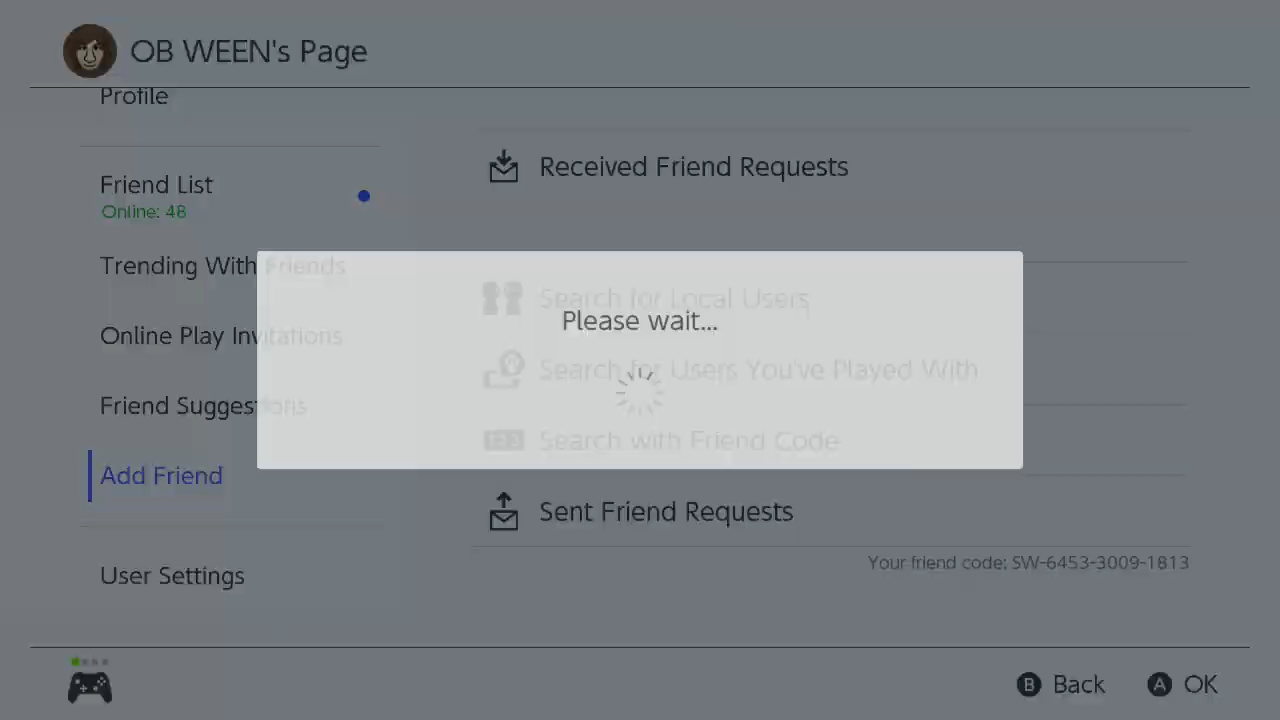 OB WEEN's Page
Profile
Friend List
Online: 48
Trending With Friends
Online Play Invitations
Friend Suggestions
Add Friend
User Settings
Received Friend Requests
Search for Local Users
Please wait...
Search for Users You've Played With
Search with Friend Code
Sent Friend Requests
Your friend code: SW-6453-3009-1813
B Back
A OK